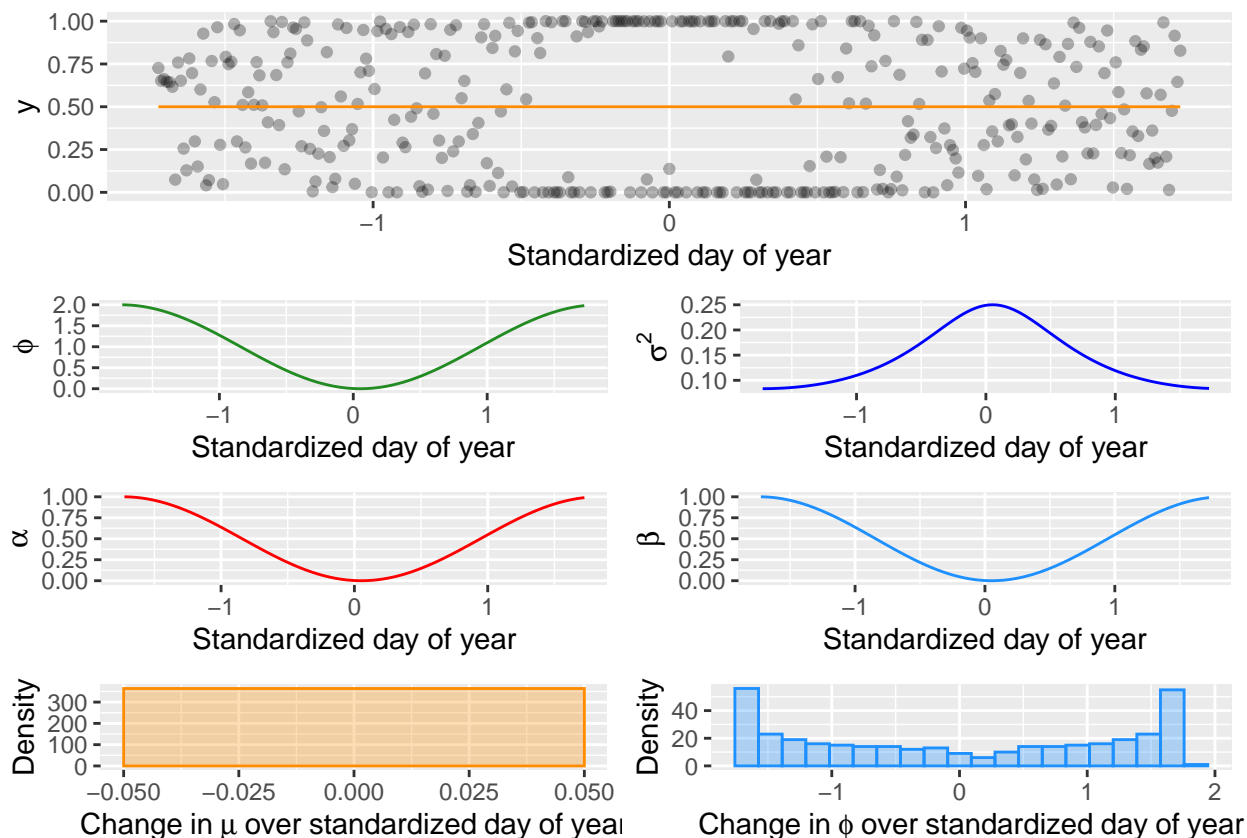 1.00
0.75
0.50
0.25
0.00
y
−1 0 1
Standardized day of year
2.0
1.5
1.0
0.5
0.0
ϕ
−1 0 1
Standardized day of year
0.25
0.20
0.15
0.10
σ²
−1 0 1
Standardized day of year
1.00
0.75
0.50
0.25
0.00
α
−1 0 1
Standardized day of year
1.00
0.75
0.50
0.25
0.00
β
−1 0 1
Standardized day of year
300
200
100
0
Density
−0.050 −0.025 0.000 0.025 0.050
Change in μ over standardized day of year
40
20
0
Density
−1 0 1 2
Change in ϕ over standardized day of year